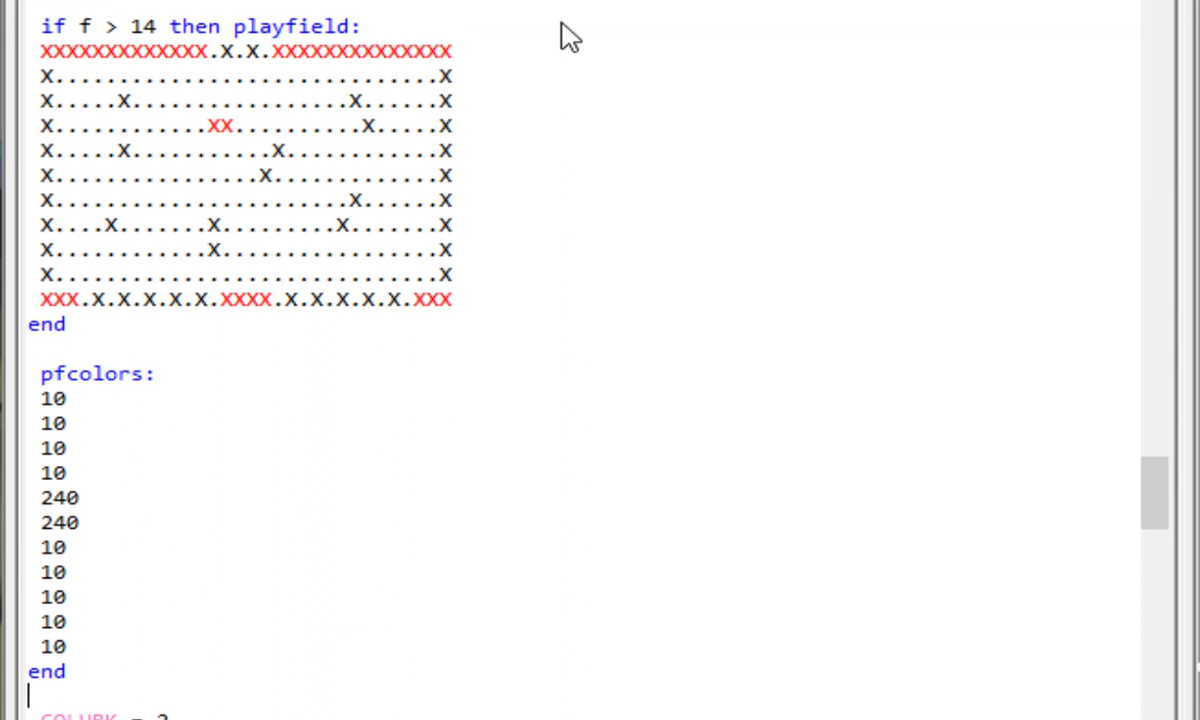 if f > 14 then playfield:
XXXXXXXXXXXXX.X.X.XXXXXXXXXXXXXX
X..............................X
X.....X.................X......X
X............XX..........X.....X
X.....X...........X............X
X................X.............X
X.......................X......X
X....X.......X.........X.......X
X............X.................X
X..............................X
XXX.X.X.X.X.X.XXXX.X.X.X.X.X.XXX
end
pfcolors:
10
10
10
10
240
240
10
10
10
10
10
end